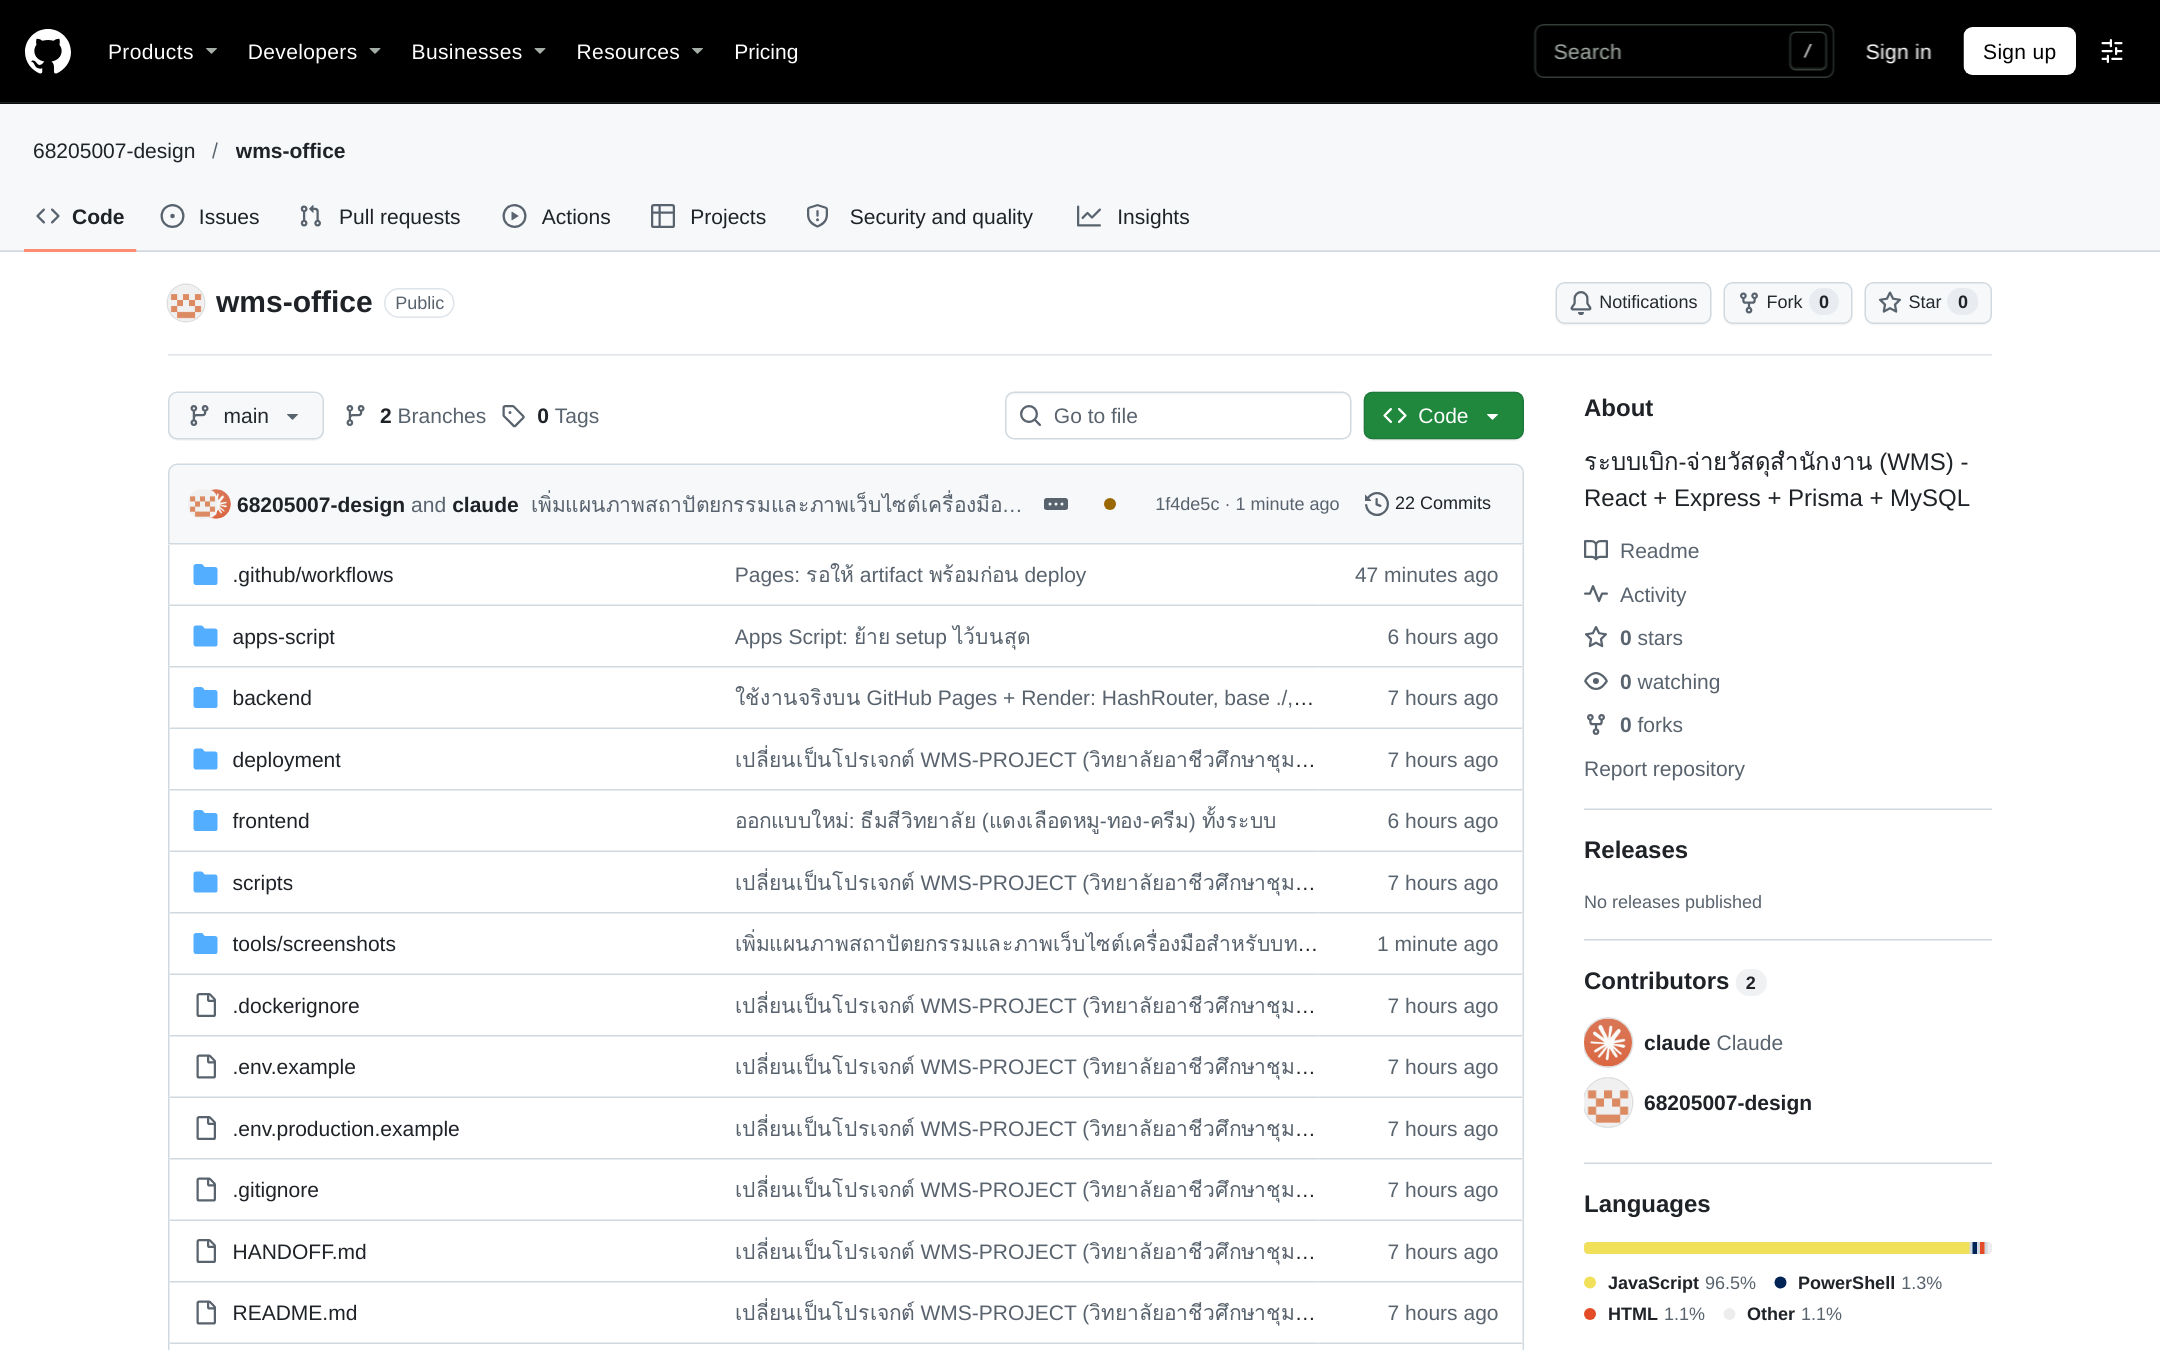 Products Developers Businesses Resources Pricing Search / Sign in Sign up
68205007-design / wms-office
Code Issues Pull requests Actions Projects Security and quality Insights
wms-office Public Notifications Fork 0 Star 0
main 2 Branches 0 Tags Go to file Code
68205007-design and claude เพิ่มแผนภาพสถาปัตยกรรมและภาพเว็บไซต์เครื่องมือ… 1f4de5c · 1 minute ago 22 Commits
.github/workflows Pages: รอให้ artifact พร้อมก่อน deploy 47 minutes ago
apps-script Apps Script: ย้าย setup ไว้บนสุด 6 hours ago
backend ใช้งานจริงบน GitHub Pages + Render: HashRouter, base ./,… 7 hours ago
deployment เปลี่ยนเป็นโปรเจกต์ WMS-PROJECT (วิทยาลัยอาชีวศึกษาชุม… 7 hours ago
frontend ออกแบบใหม่: ธีมสีวิทยาลัย (แดงเลือดหมู-ทอง-ครีม) ทั้งระบบ 6 hours ago
scripts เปลี่ยนเป็นโปรเจกต์ WMS-PROJECT (วิทยาลัยอาชีวศึกษาชุม… 7 hours ago
tools/screenshots เพิ่มแผนภาพสถาปัตยกรรมและภาพเว็บไซต์เครื่องมือสำหรับบท… 1 minute ago
.dockerignore เปลี่ยนเป็นโปรเจกต์ WMS-PROJECT (วิทยาลัยอาชีวศึกษาชุม… 7 hours ago
.env.example เปลี่ยนเป็นโปรเจกต์ WMS-PROJECT (วิทยาลัยอาชีวศึกษาชุม… 7 hours ago
.env.production.example เปลี่ยนเป็นโปรเจกต์ WMS-PROJECT (วิทยาลัยอาชีวศึกษาชุม… 7 hours ago
.gitignore เปลี่ยนเป็นโปรเจกต์ WMS-PROJECT (วิทยาลัยอาชีวศึกษาชุม… 7 hours ago
HANDOFF.md เปลี่ยนเป็นโปรเจกต์ WMS-PROJECT (วิทยาลัยอาชีวศึกษาชุม… 7 hours ago
README.md เปลี่ยนเป็นโปรเจกต์ WMS-PROJECT (วิทยาลัยอาชีวศึกษาชุม… 7 hours ago
About
ระบบเบิก-จ่ายวัสดุสำนักงาน (WMS) -
React + Express + Prisma + MySQL
Readme
Activity
0 stars
0 watching
0 forks
Report repository
Releases
No releases published
Contributors 2
claude Claude
68205007-design
Languages
JavaScript 96.5% PowerShell 1.3%
HTML 1.1% Other 1.1%